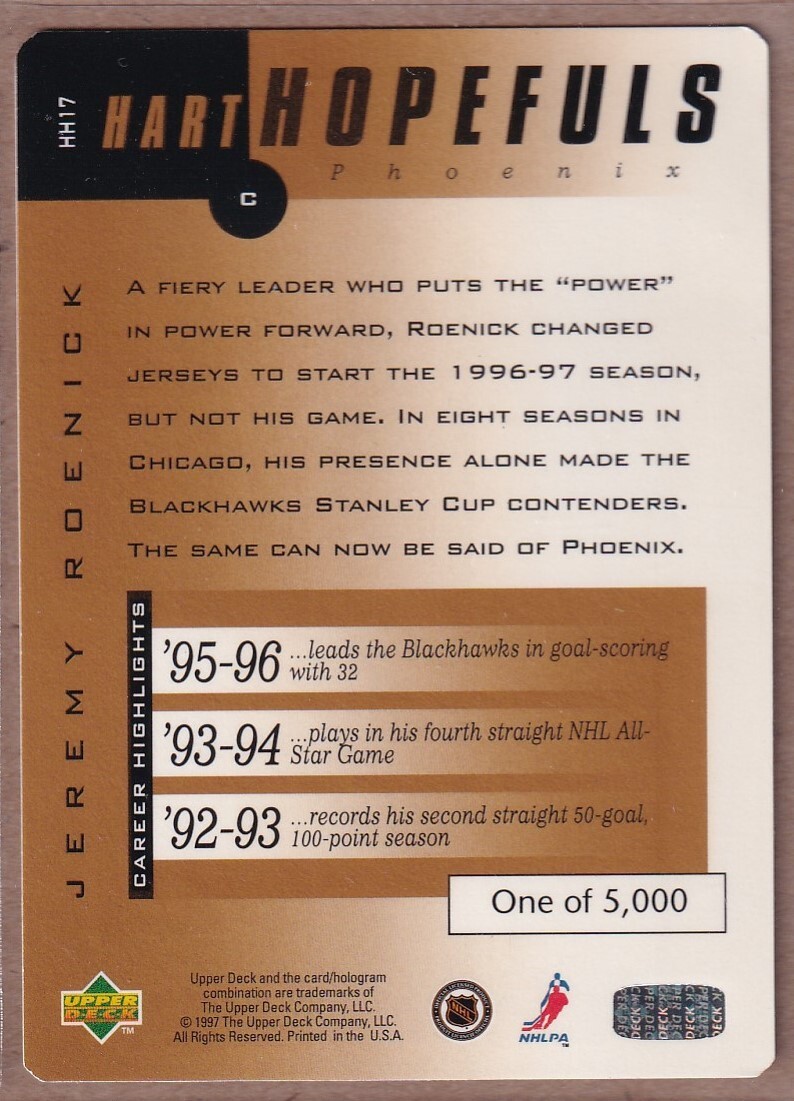 HH17
HART HOPEFULS
Phoenix
C
JEREMY ROENICK
A FIERY LEADER WHO PUTS THE “POWER”
IN POWER FORWARD, ROENICK CHANGED
JERSEYS TO START THE 1996-97 SEASON,
BUT NOT HIS GAME. IN EIGHT SEASONS IN
CHICAGO, HIS PRESENCE ALONE MADE THE
BLACKHAWKS STANLEY CUP CONTENDERS.
THE SAME CAN NOW BE SAID OF PHOENIX.
CAREER HIGHLIGHTS
’95-96 ...leads the Blackhawks in goal-scoring
with 32
’93-94 ...plays in his fourth straight NHL All-
Star Game
’92-93 ...records his second straight 50-goal,
100-point season
One of 5,000
UPPER
DECK
TM
Upper Deck and the card/hologram
combination are trademarks of
The Upper Deck Company, LLC.
© 1997 The Upper Deck Company, LLC.
All Rights Reserved. Printed in the U.S.A.
NHL
NHLPA